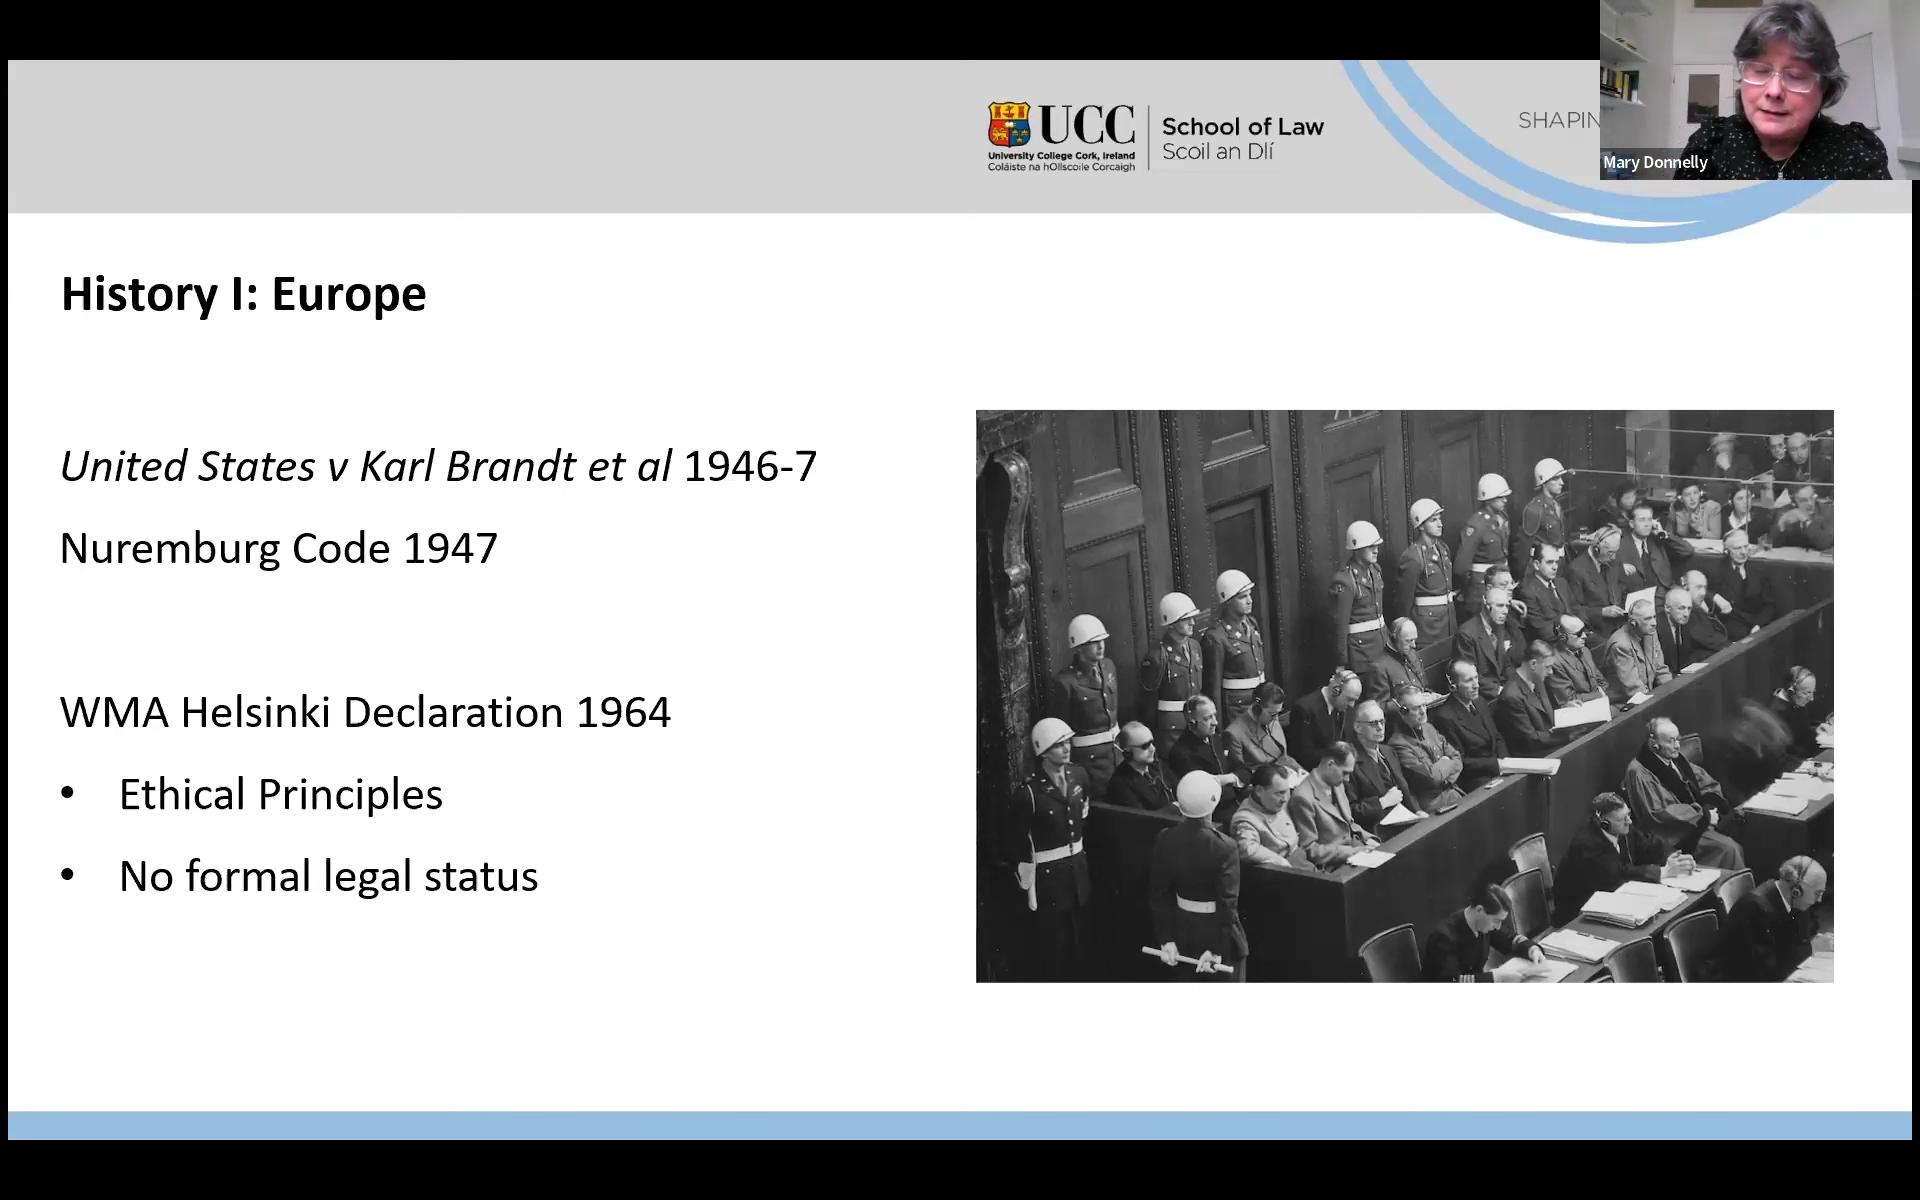 UCC
University College Cork, Ireland
Coláiste na hOllscoile Corcaigh
School of Law
Scoil an Dlí
SHAPIN
Mary Donnelly
History I: Europe
United States v Karl Brandt et al 1946-7
Nuremburg Code 1947
WMA Helsinki Declaration 1964
• Ethical Principles
• No formal legal status